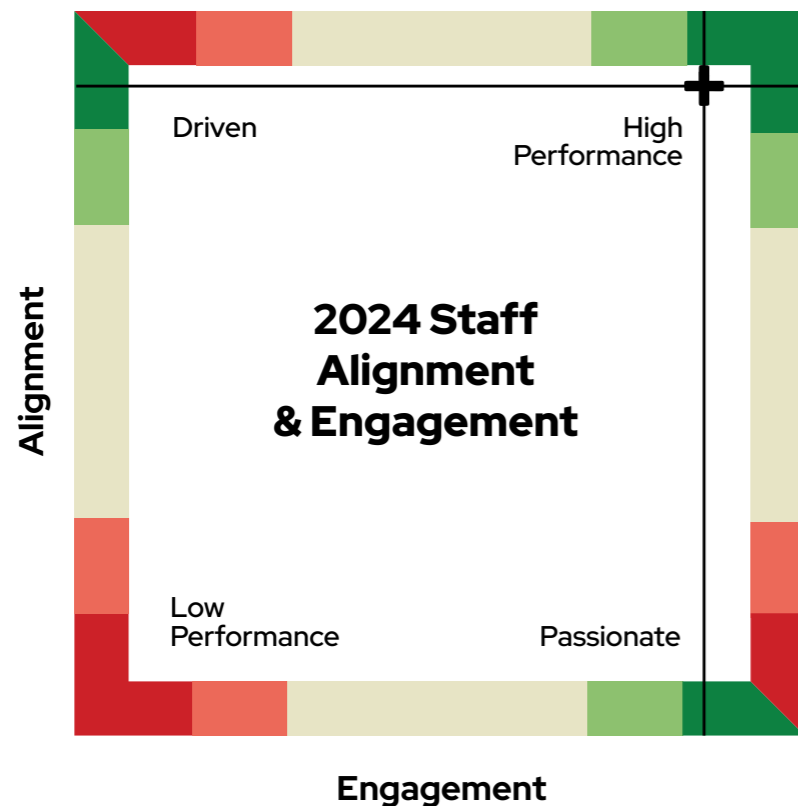 Driven
High
Performance
Alignment
2024 Staff
Alignment
& Engagement
Low
Performance
Passionate
Engagement